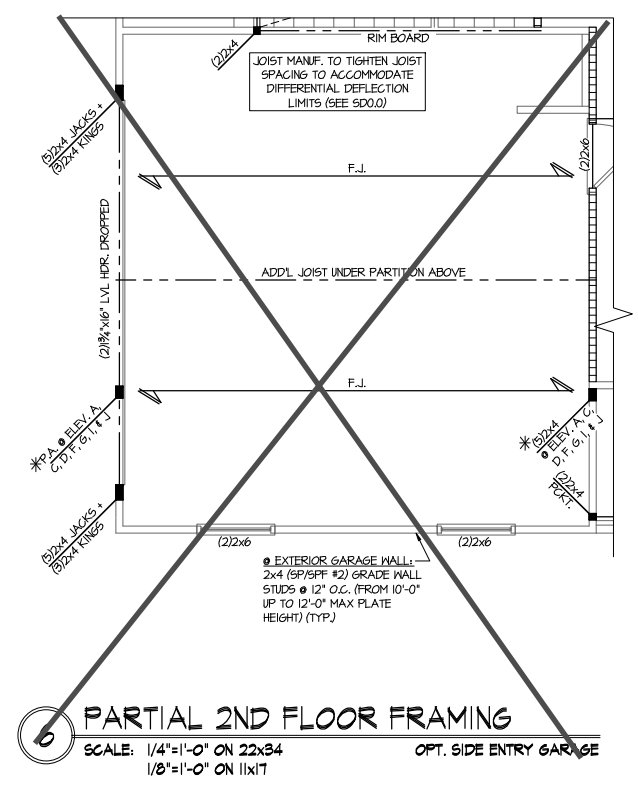 RIM BOARD
(2)2x4
JOIST MANUF. TO TIGHTEN JOIST
SPACING TO ACCOMMODATE
DIFFERENTIAL DEFLECTION
LIMITS (SEE SD0.0)
(5)2x4 JACKS +
(3)2x4 KINGS
(2)2x6
F.J.
(2)1¾"x16" LVL HDR. DROPPED
ADD'L JOIST UNDER PARTITION ABOVE
F.J.
*P.A. @ ELEV. A,
C, D, F, G, I, & J
*(5)2x4
@ ELEV. A, C,
D, F, G, I, & J
(2)2x4
PCKT.
(5)2x4 JACKS +
(3)2x4 KINGS
(2)2x6
(2)2x6
@ EXTERIOR GARAGE WALL:
2x4 (SP/SPF #2) GRADE WALL
STUDS @ 12" O.C. (FROM 10'-0"
UP TO 12'-0" MAX PLATE
HEIGHT) (TYP.)
6
PARTIAL 2ND FLOOR FRAMING
SCALE: 1/4"=1'-0" ON 22x34 OPT. SIDE ENTRY GARAGE
1/8"=1'-0" ON 11x17